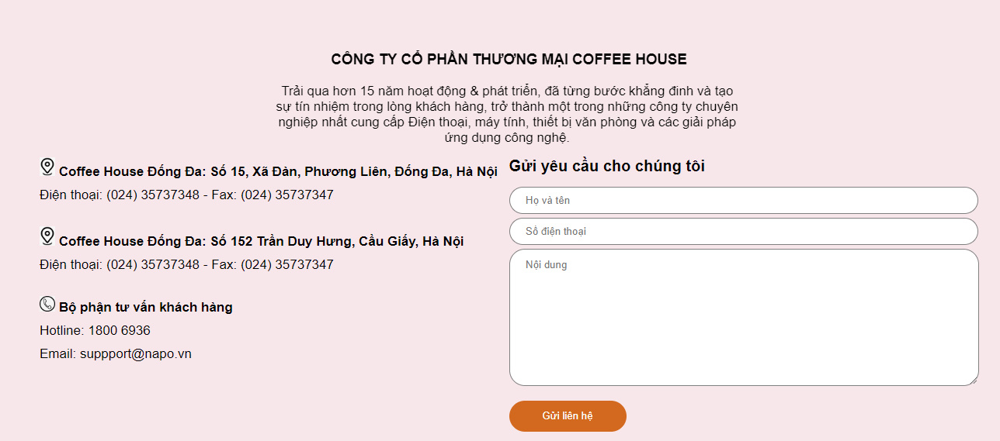 CÔNG TY CỔ PHẦN THƯƠNG MẠI COFFEE HOUSE
Trải qua hơn 15 năm hoạt động & phát triển, đã từng bước khẳng đinh và tạo
sự tín nhiệm trong lòng khách hàng, trở thành một trong những công ty chuyên
nghiệp nhất cung cấp Điện thoại, máy tính, thiết bị văn phòng và các giải pháp
ứng dụng công nghệ.
Coffee House Đống Đa: Số 15, Xã Đàn, Phương Liên, Đống Đa, Hà Nội
Điện thoại: (024) 35737348 - Fax: (024) 35737347
Coffee House Đống Đa: Số 152 Trần Duy Hưng, Cầu Giấy, Hà Nội
Điện thoại: (024) 35737348 - Fax: (024) 35737347
Bộ phận tư vấn khách hàng
Hotline: 1800 6936
Email: suppport@napo.vn
Gửi yêu cầu cho chúng tôi
Họ và tên
Số điện thoại
Nội dung
Gửi liên hệ